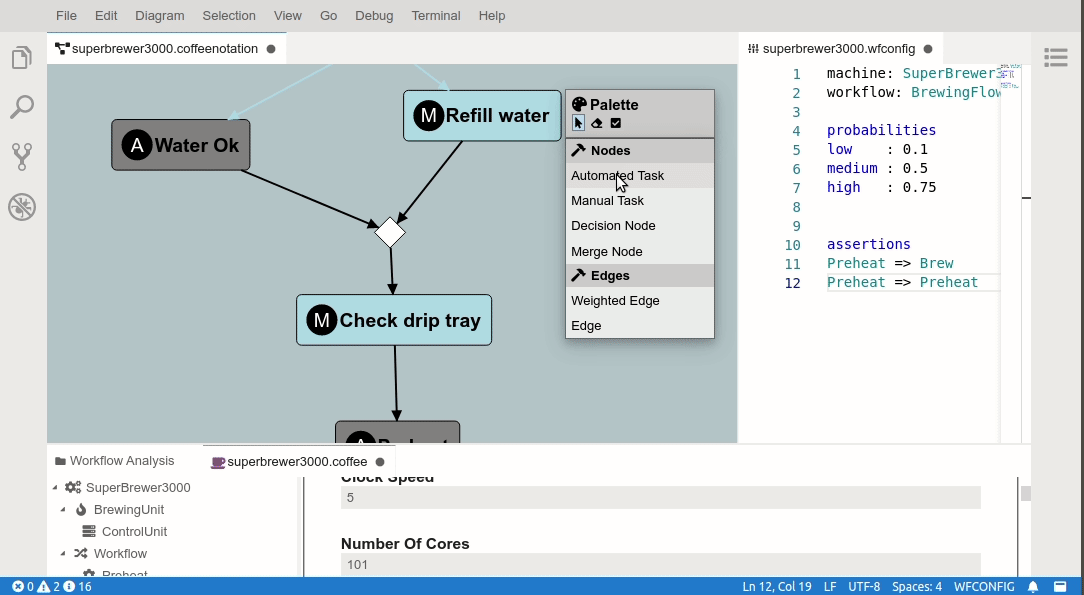 File Edit Diagram Selection View Go Debug Terminal Help
superbrewer3000.coffeenotation
A Water Ok
M Refill water
M Check drip tray
A
Palette
Nodes
Automated Task
Manual Task
Decision Node
Merge Node
Edges
Weighted Edge
Edge
superbrewer3000.wfconfig
1 machine: SuperBrewer3
2 workflow: BrewingFlow
3
4 probabilities
5 low : 0.1
6 medium : 0.5
7 high : 0.75
8
9
10 assertions
11 Preheat => Brew
12 Preheat => Preheat
Workflow Analysis
superbrewer3000.coffee
SuperBrewer3000
BrewingUnit
ControlUnit
Workflow
Preheat
Clock Speed
5
Number Of Cores
101
0 2 16
Ln 12, Col 19 LF UTF-8 Spaces: 4 WFCONFIG